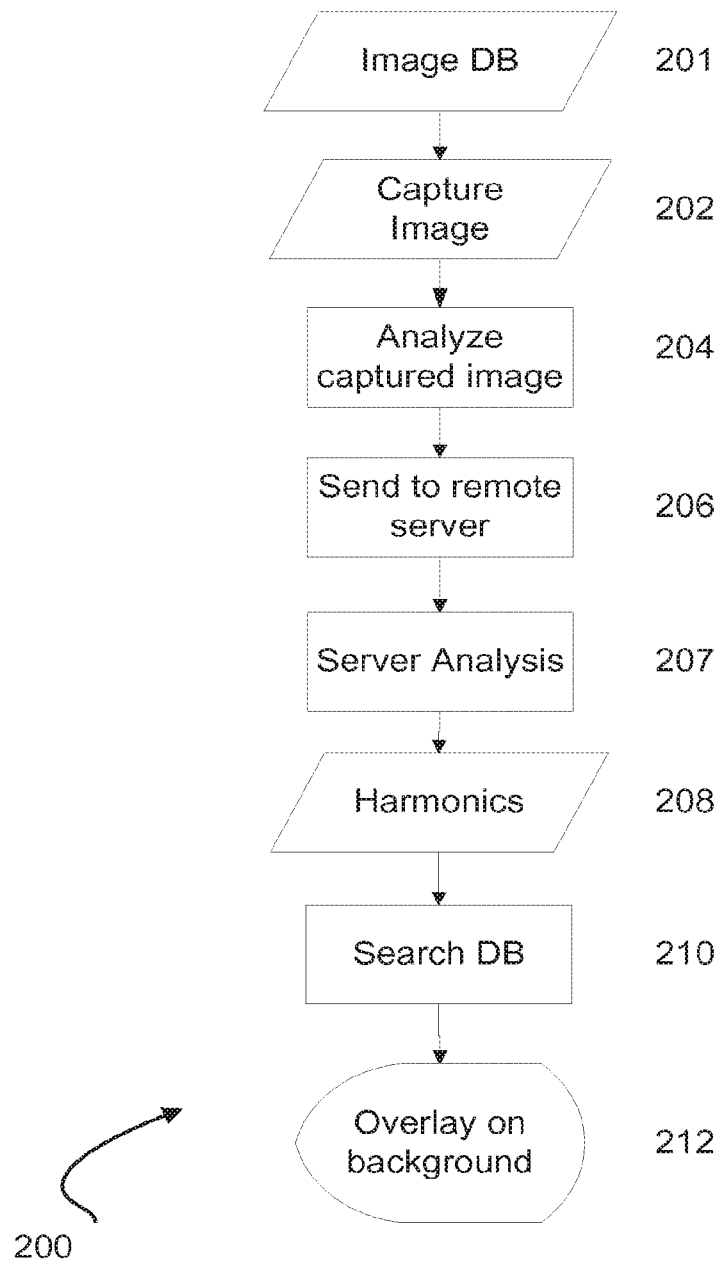 Image DB
201
Capture
Image
202
Analyze
captured image
204
Send to remote
server
206
Server Analysis
207
Harmonics
208
Search DB
210
Overlay on
background
212
200